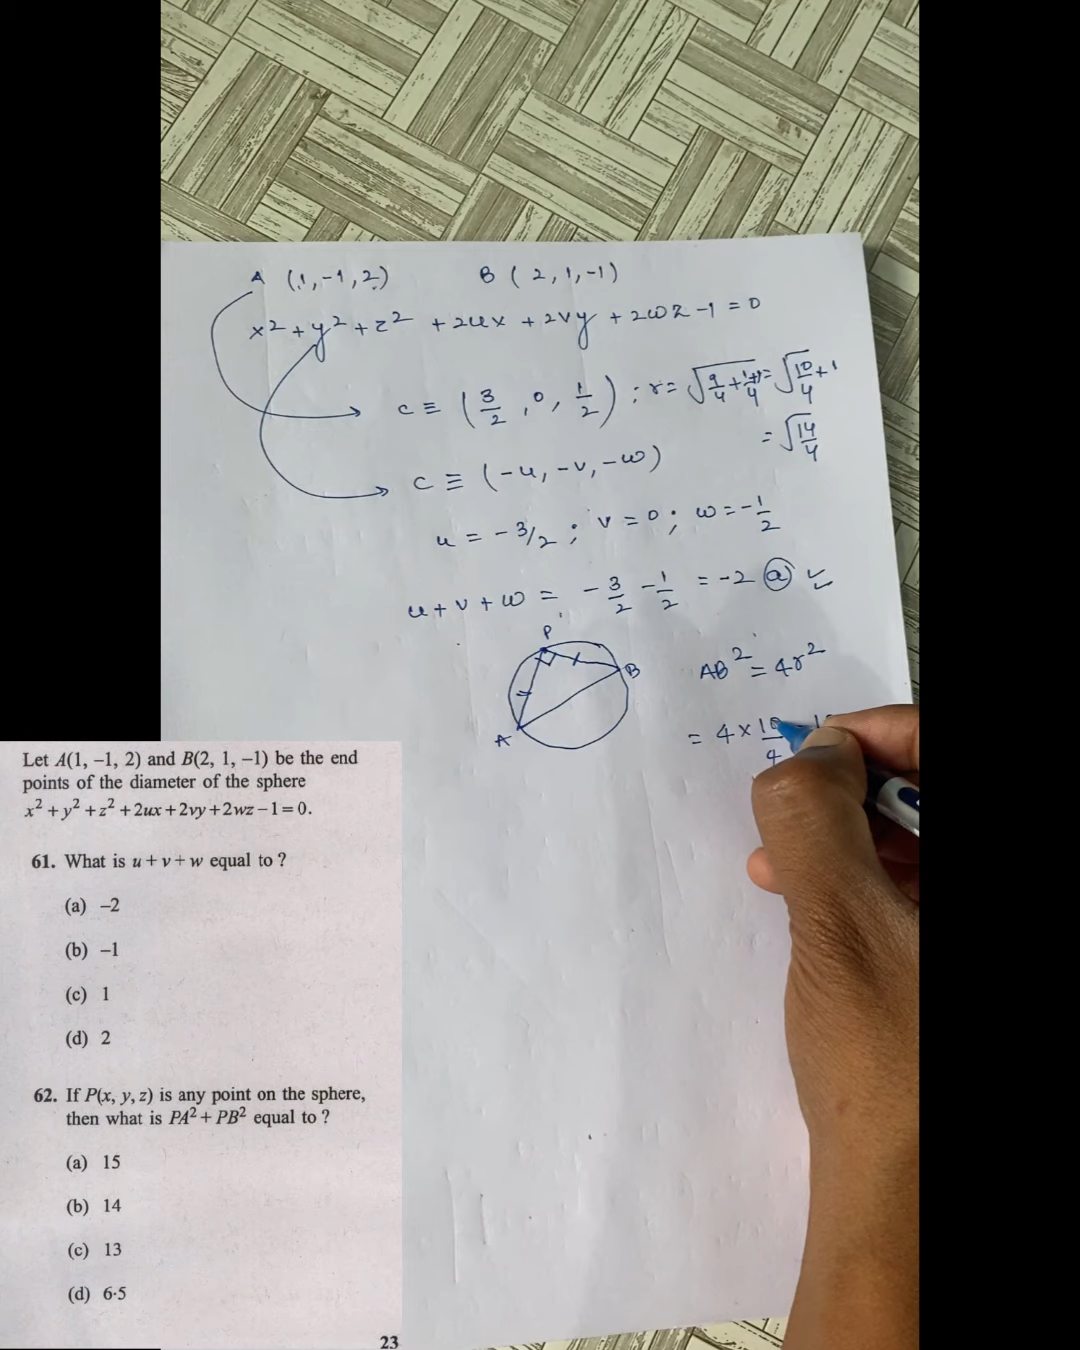 A (1,-1,2) B (2,1,-1)
x²+y²+z² +2ux+2vy+2wz-1=0
c ≡ (3/2, 0, 1/2) ; r = √(9/4+1/4+1) = √(10/4+1)
= √(14/4)
c ≡ (-u,-v,-w)
u = -3/2 ; v = 0 ; w = -1/2
u+v+w = -3/2 -1/2 = -2 (a)
P
B
A
AB² = 4r²
= 4×10/4
Let A(1, –1, 2) and B(2, 1, –1) be the end
points of the diameter of the sphere
x²+y²+z²+2ux+2vy+2wz–1=0.
61. What is u+v+w equal to ?
(a) –2
(b) –1
(c) 1
(d) 2
62. If P(x, y, z) is any point on the sphere,
then what is PA²+PB² equal to ?
(a) 15
(b) 14
(c) 13
(d) 6·5
23